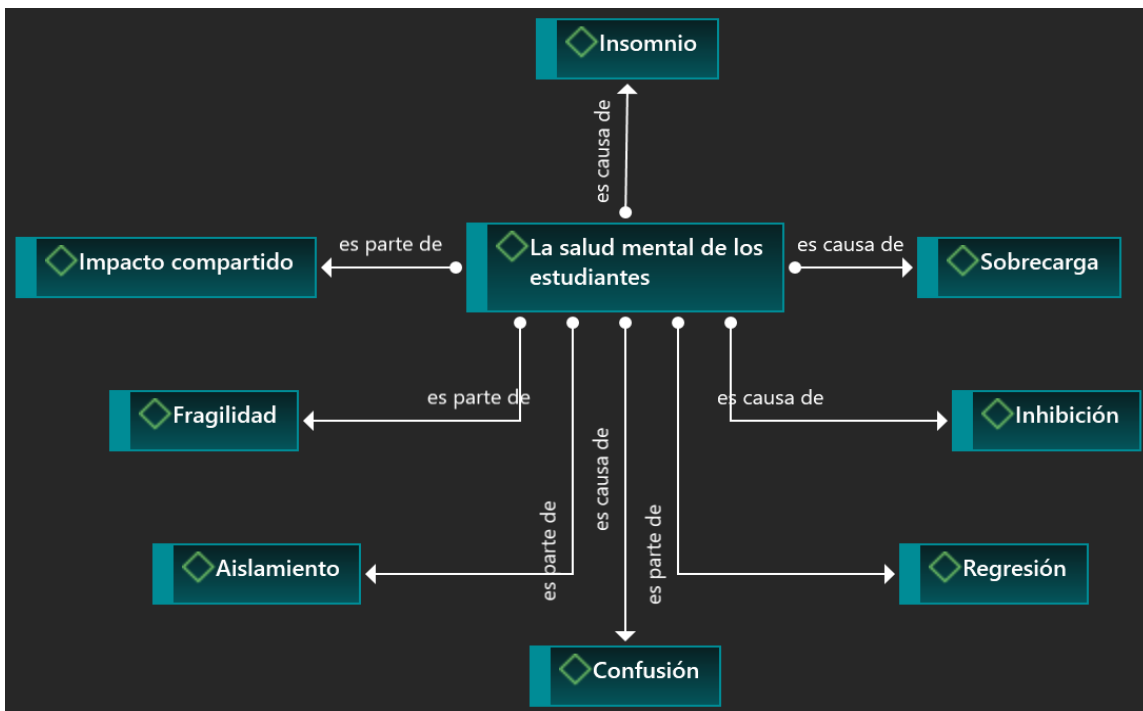 Insomnio
es causa de
es parte de
La salud mental de los
estudiantes
es causa de
Impacto compartido
Sobrecarga
es parte de
es causa de
Fragilidad
Inhibición
es causa de
es parte de
es parte de
Aislamiento
Regresión
Confusión